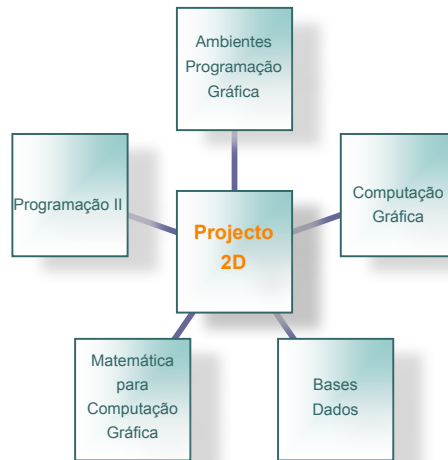 Ambientes
Programação
Gráfica
Programação II
Projecto
2D
Computação
Gráfica
Matemática
para
Computação
Gráfica
Bases
Dados